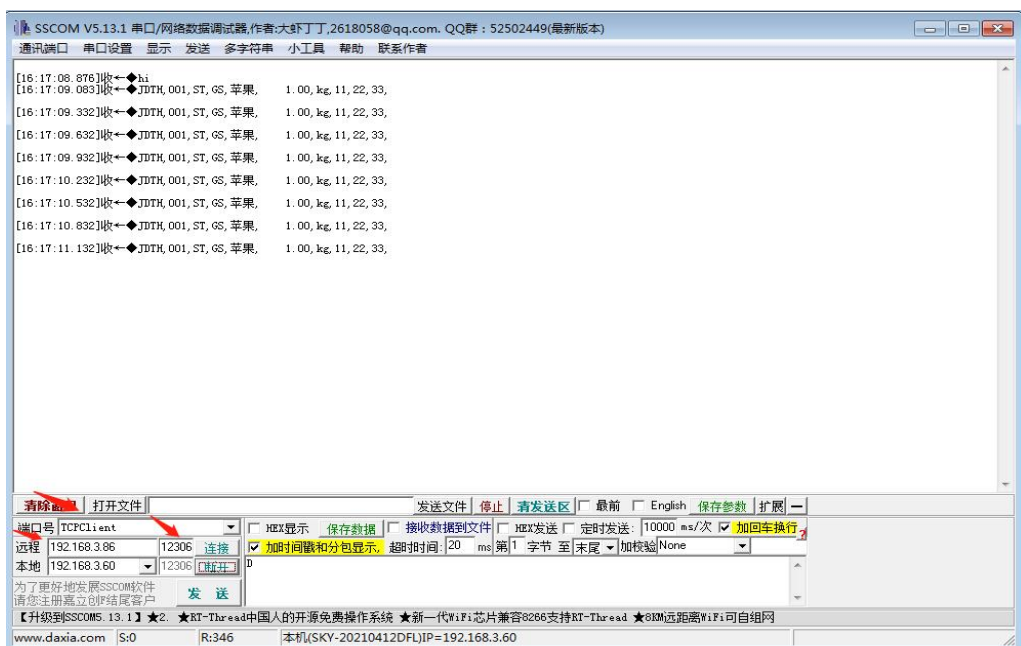 SSCOM V5.13.1 串口/网络数据调试器,作者:大虾丁丁,2618058@qq.com. QQ群：52502449(最新版本)
通讯端口 串口设置 显示 发送 多字符串 小工具 帮助 联系作者
[16:17:08.876]收←◆hi
[16:17:09.083]收←◆JDTH,001,ST,GS,苹果, 1.00,kg,11,22,33,
[16:17:09.332]收←◆JDTH,001,ST,GS,苹果, 1.00,kg,11,22,33,
[16:17:09.632]收←◆JDTH,001,ST,GS,苹果, 1.00,kg,11,22,33,
[16:17:09.932]收←◆JDTH,001,ST,GS,苹果, 1.00,kg,11,22,33,
[16:17:10.232]收←◆JDTH,001,ST,GS,苹果, 1.00,kg,11,22,33,
[16:17:10.532]收←◆JDTH,001,ST,GS,苹果, 1.00,kg,11,22,33,
[16:17:10.832]收←◆JDTH,001,ST,GS,苹果, 1.00,kg,11,22,33,
[16:17:11.132]收←◆JDTH,001,ST,GS,苹果, 1.00,kg,11,22,33,
清除 打开文件 发送文件 停止 清发送区 最前 English 保存参数 扩展 —
端口号 TCPClient HEX显示 保存数据 接收数据到文件 HEX发送 定时发送: 10000 ms/次 加回车换行
远程 192.168.3.86 12306 连接 加时间戳和分包显示, 超时时间: 20 ms 第 1 字节 至 末尾 加校验 None
本地 192.168.3.60 12306 断开 D
为了更好地发展SSCOM软件
请您注册嘉立创F结尾客户 发 送
【升级到SSCOM5.13.1】★2. ★RT-Thread中国人的开源免费操作系统 ★新一代WiFi芯片兼容8266支持RT-Thread ★8KM远距离WiFi可自组网
www.daxia.com S:0 R:346 本机(SKY-20210412DFL)IP=192.168.3.60